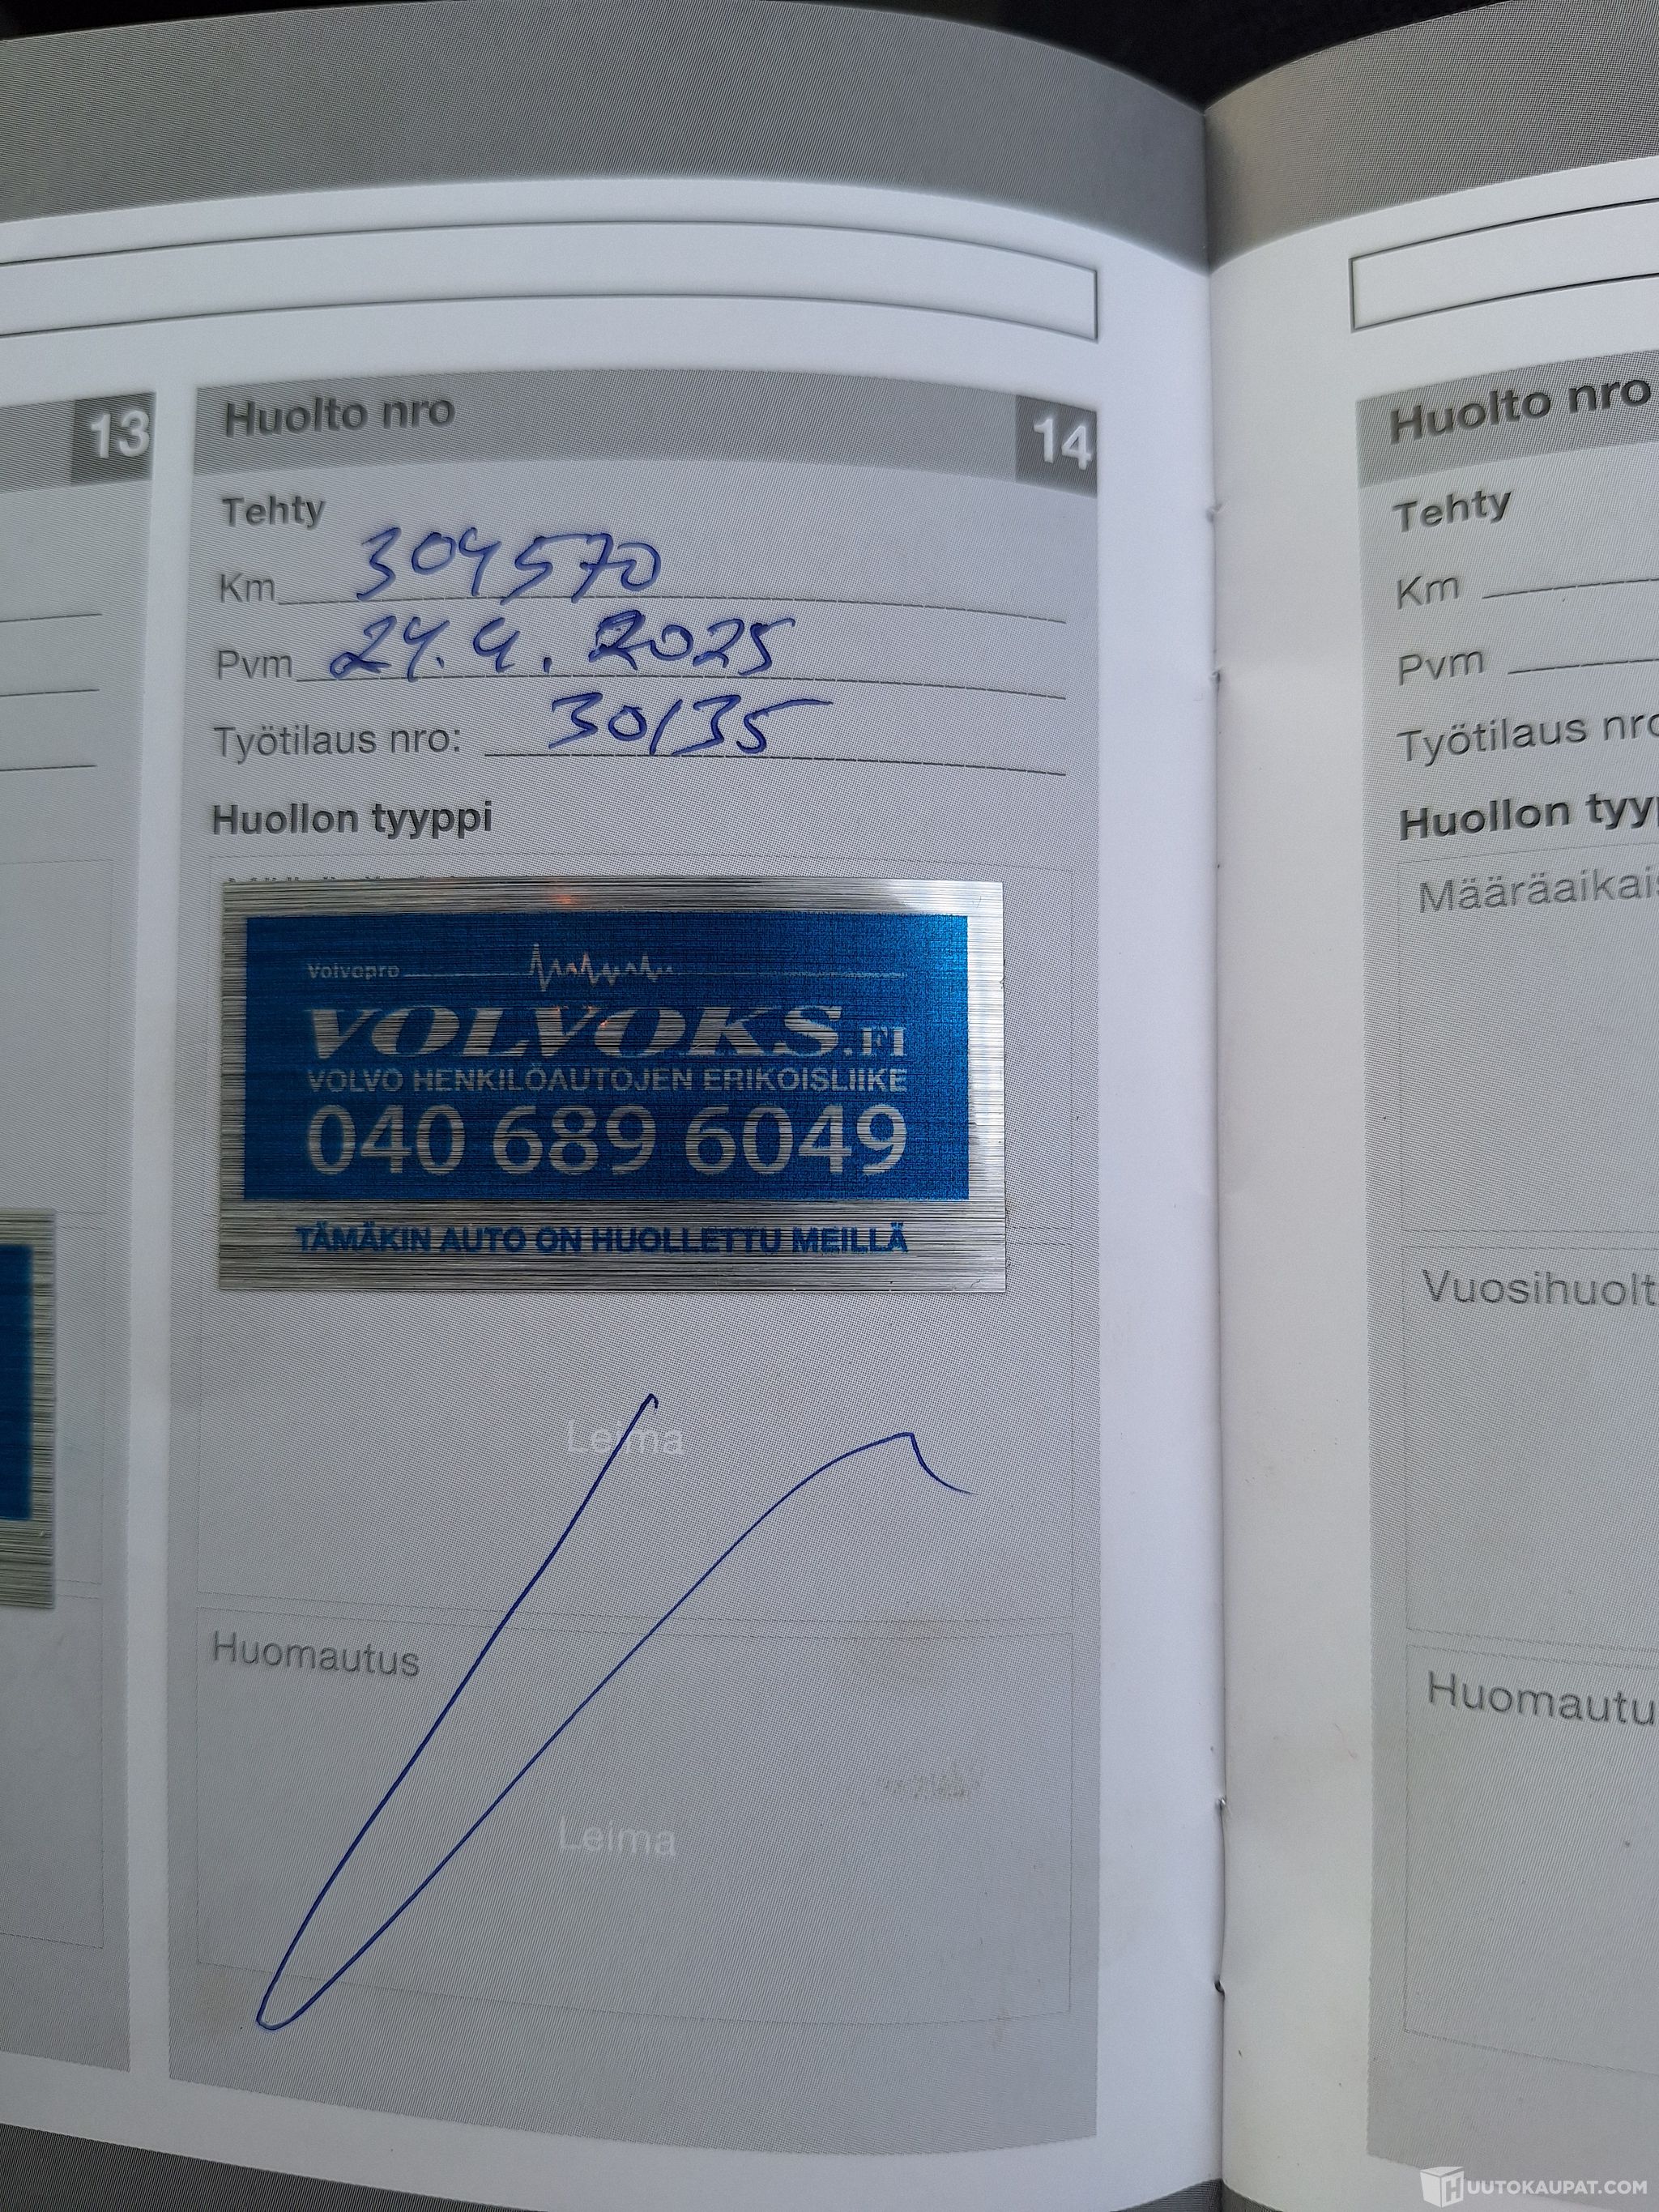 13
Huolto nro 14
Tehty
Km 304570
Pvm 24.4.2025
Työtilaus nro: 30135
Huollon tyyppi
Volvopro
VOLVOKS.FI
VOLVO HENKILÖAUTOJEN ERIKOISLIIKE
040 689 6049
TÄMÄKIN AUTO ON HUOLLETTU MEILLÄ
Leima
Huomautus
Leima
Huolto nro
Tehty
Km
Pvm
Työtilaus nro
Huollon tyyp
Määräaikais
Vuosihuolt
Huomautu
HUUTOKAUPAT.COM